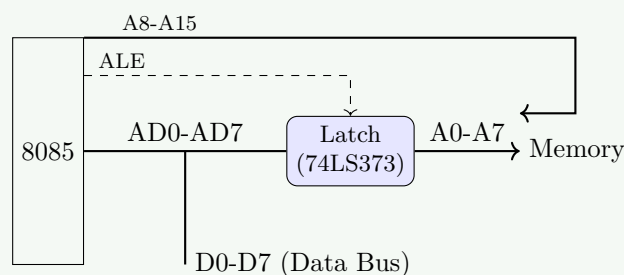 A8-A15
ALE
8085
AD0-AD7
Latch
(74LS373)
A0-A7
Memory
D0-D7 (Data Bus)